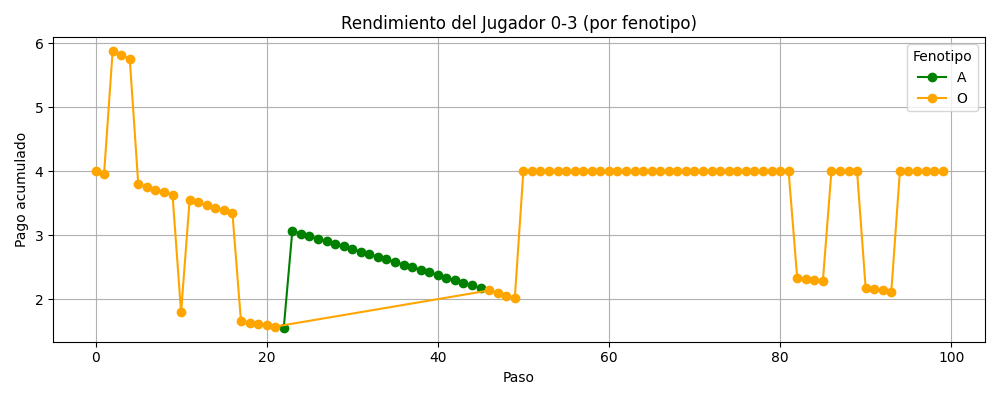 Rendimiento del Jugador 0-3 (por fenotipo)
Pago acumulado
6
5
4
3
2
Fenotipo
A
O
0 20 40 60 80 100
Paso